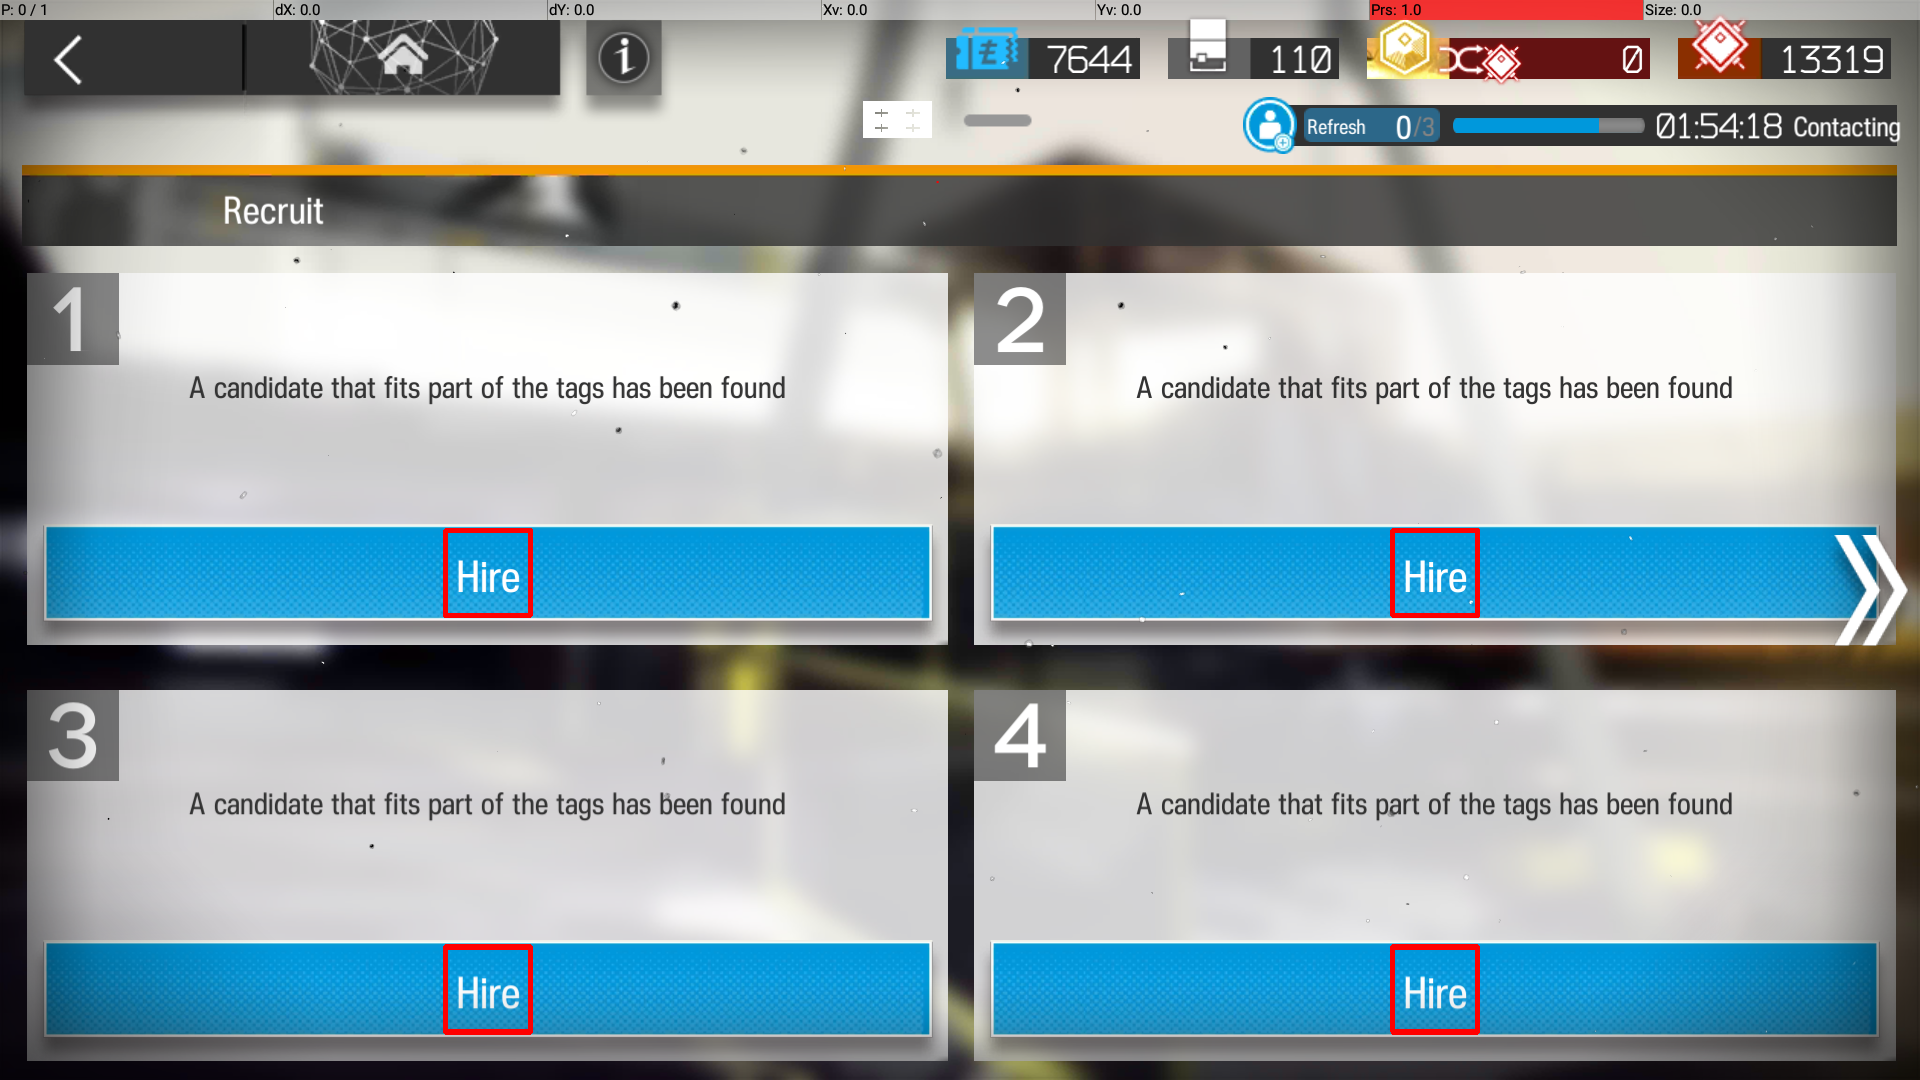 P: 0 / 1 dX: 0.0 dY: 0.0 Xv: 0.0 Yv: 0.0 Prs: 1.0 Size: 0.0
i 7644 110 0 13319
Refresh 0/3 01:54:18 Contacting
Recruit
1
A candidate that fits part of the tags has been found
Hire
2
A candidate that fits part of the tags has been found
Hire
3
A candidate that fits part of the tags has been found
Hire
4
A candidate that fits part of the tags has been found
Hire